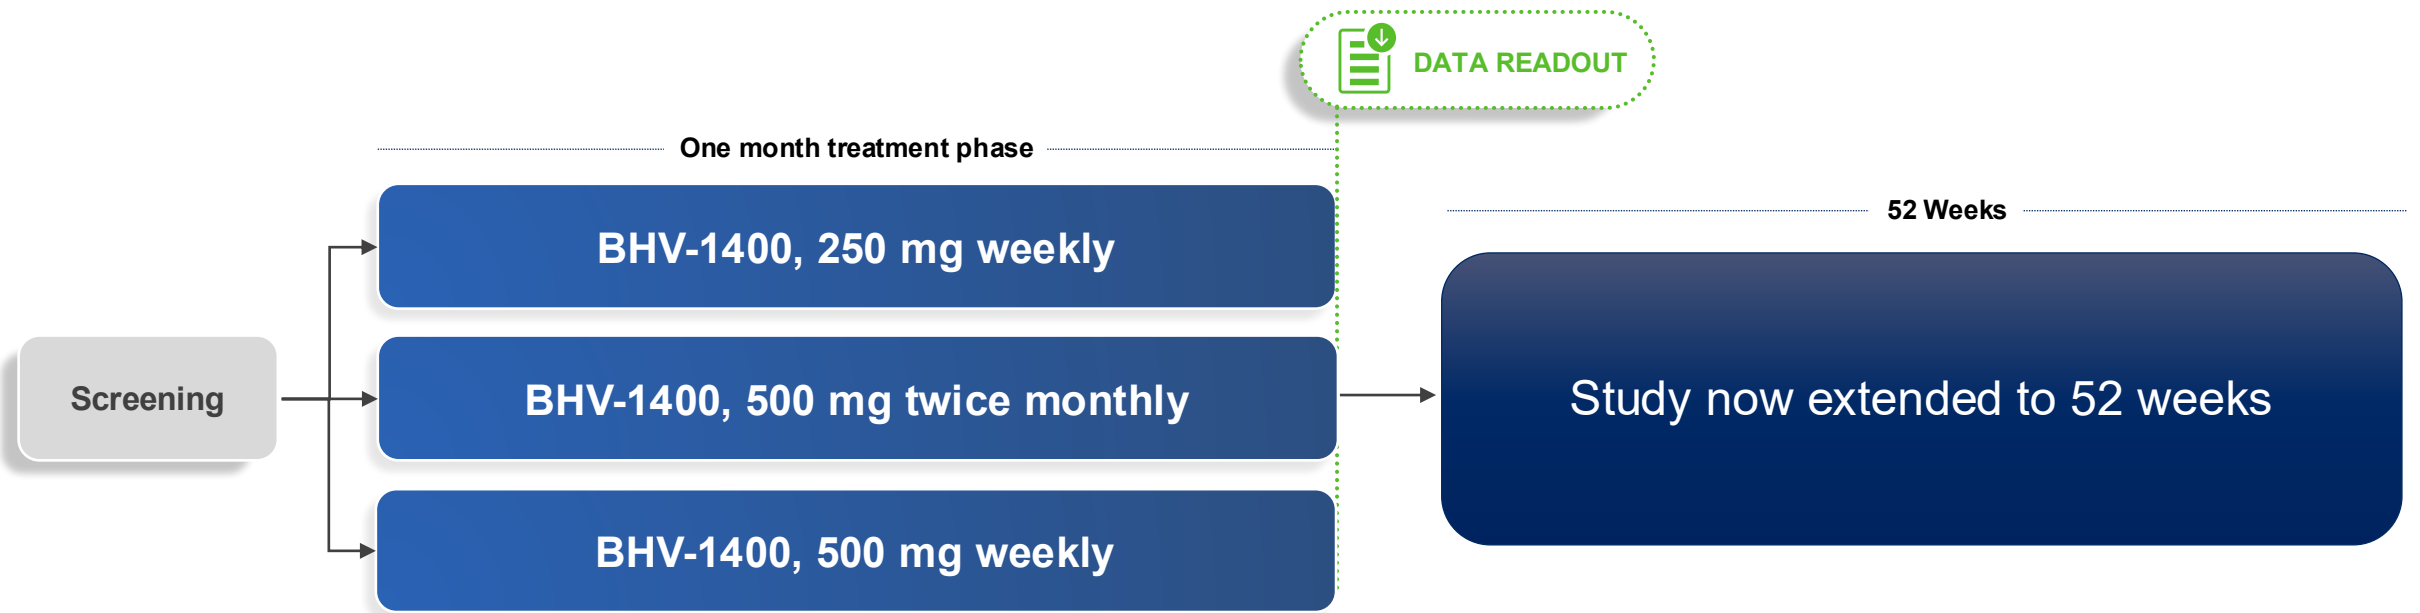 DATA READOUT
One month treatment phase
52 Weeks
BHV-1400, 250 mg weekly
Screening
BHV-1400, 500 mg twice monthly
Study now extended to 52 weeks
BHV-1400, 500 mg weekly